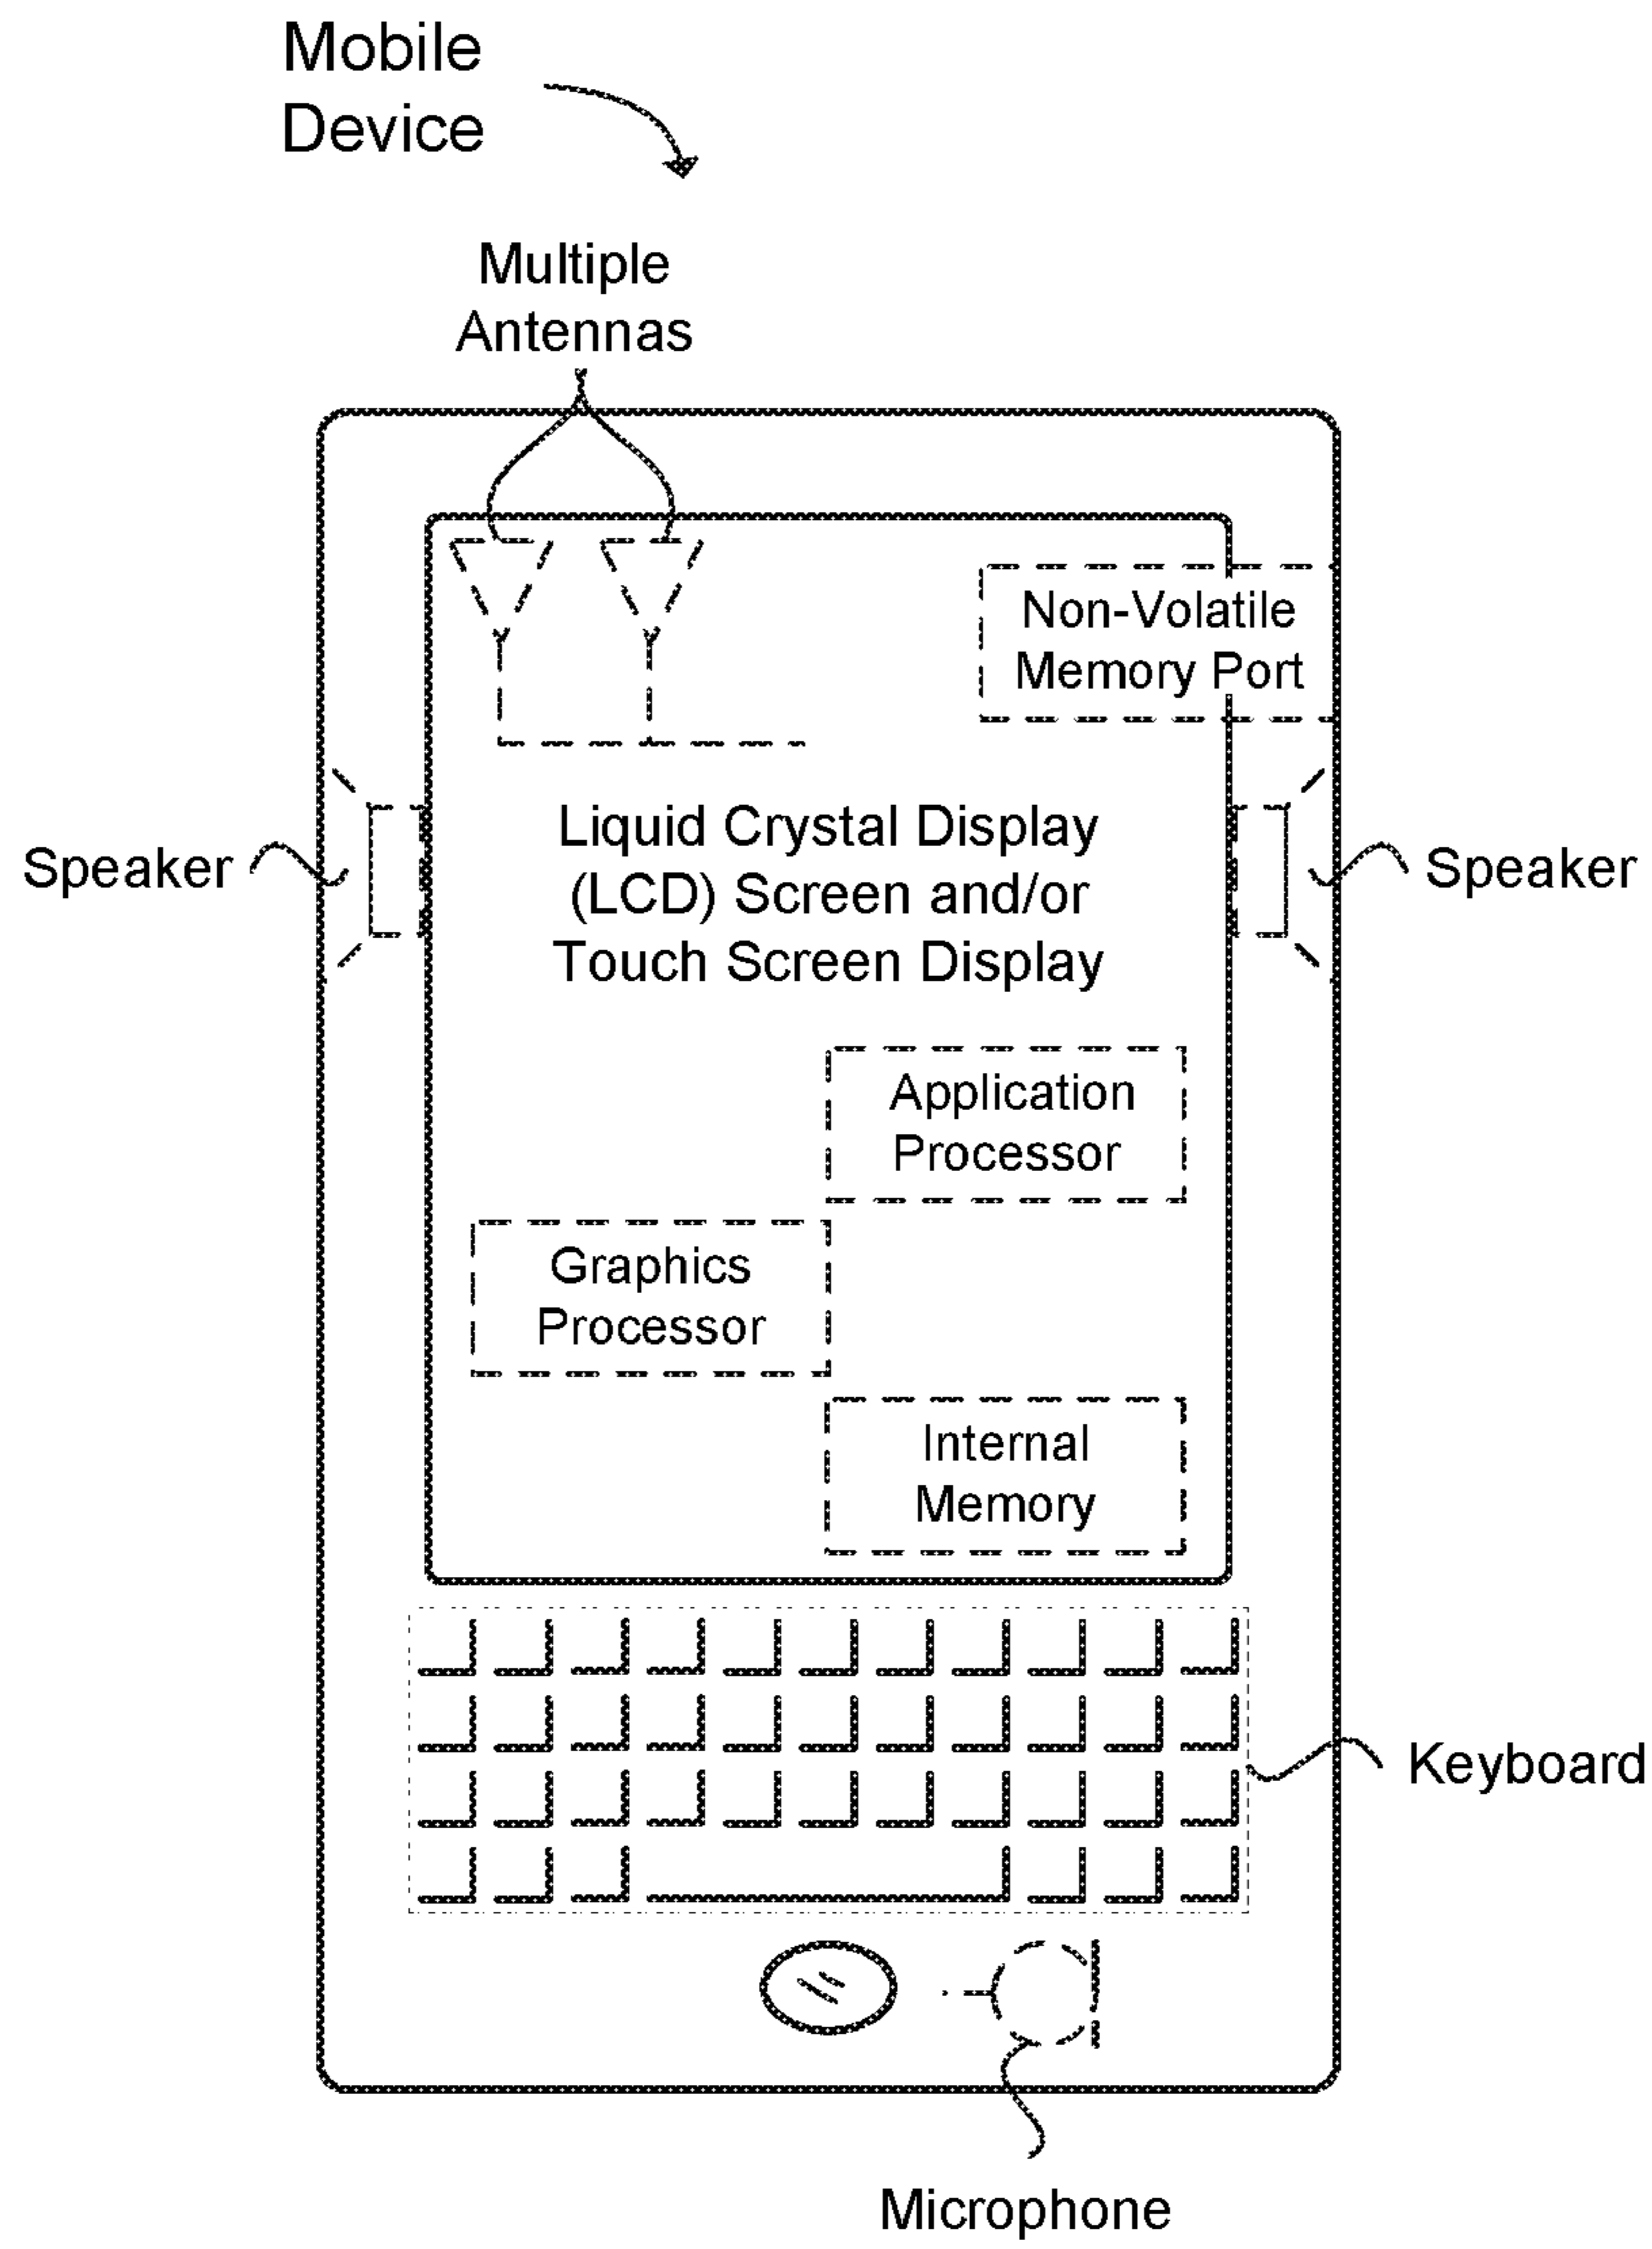 Mobile
Device
Multiple
Antennas
Non-Volatile
Memory Port
Liquid Crystal Display
(LCD) Screen and/or
Touch Screen Display
Speaker
Speaker
Application
Processor
Graphics
Processor
Internal
Memory
Keyboard
Microphone